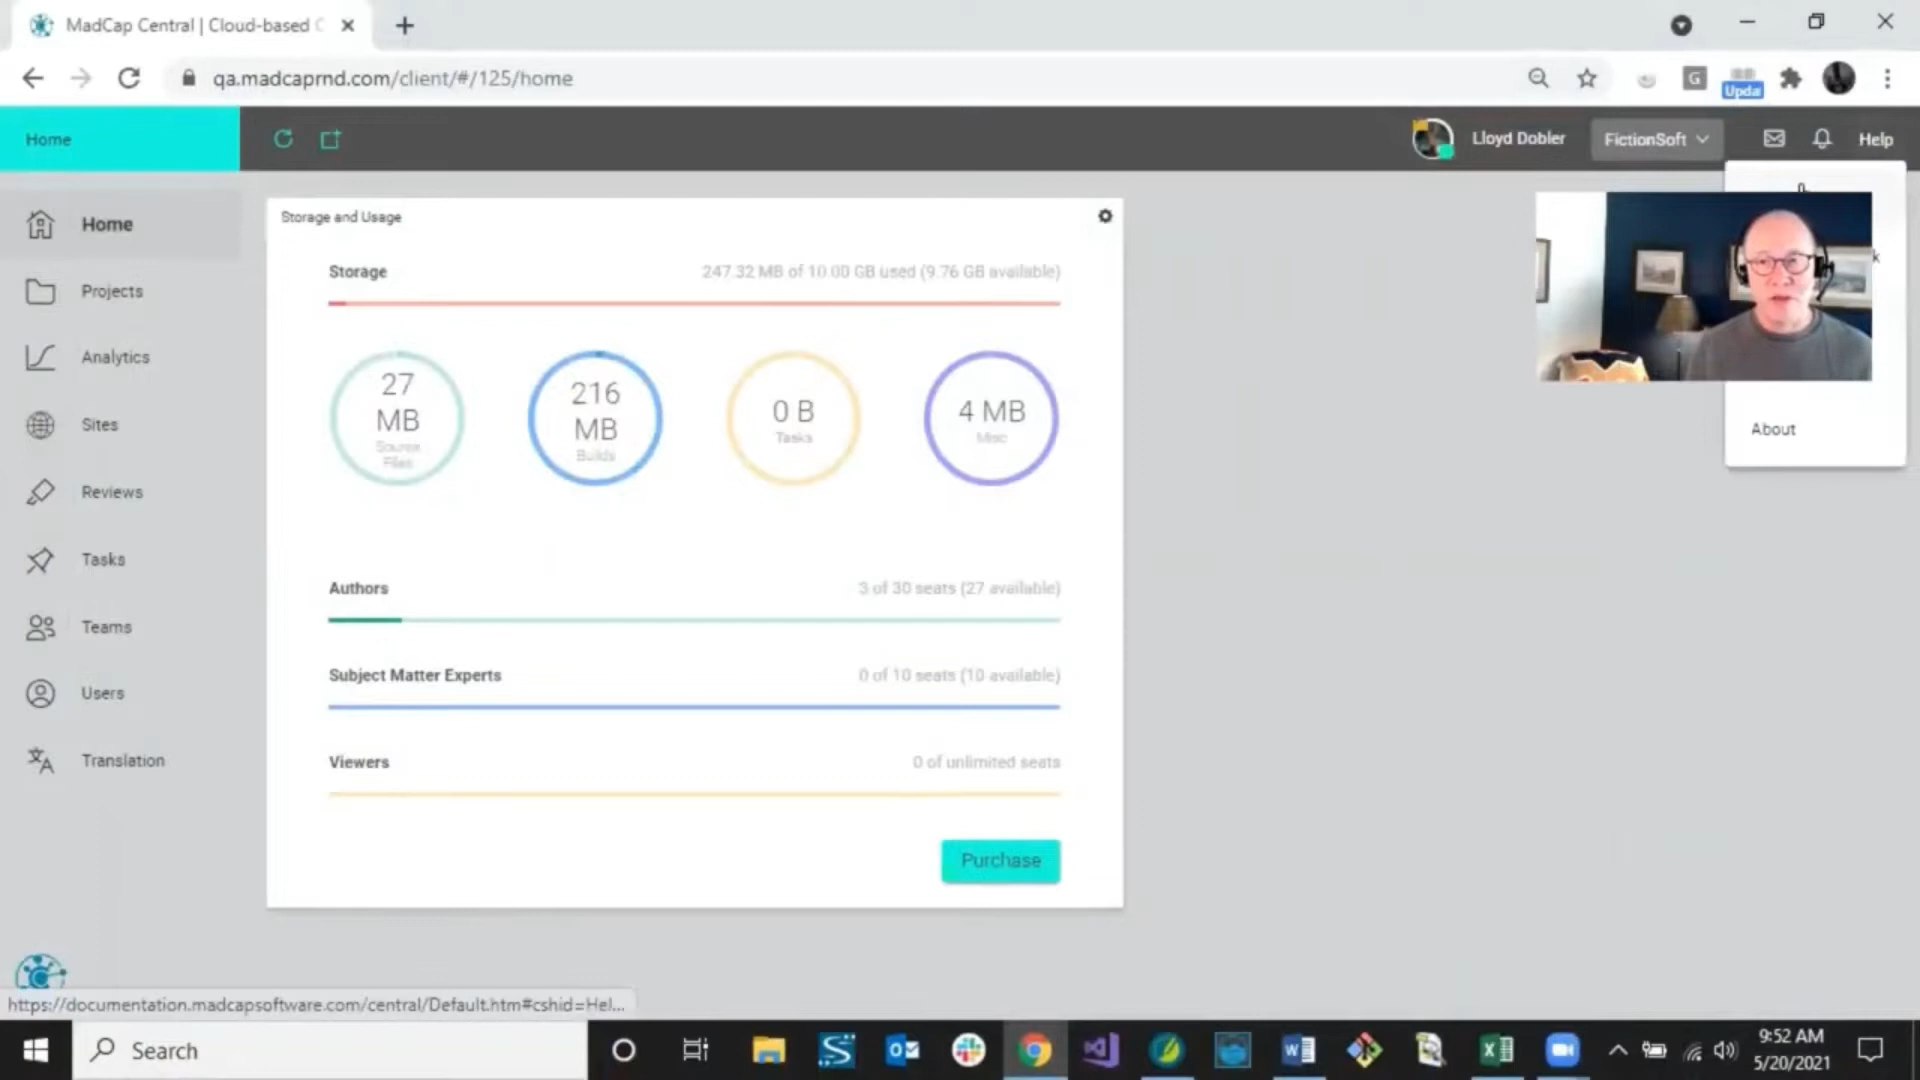 MadCap Central | Cloud-based C
qa.madcaprnd.com/client/#/125/home
G
Upda
Home
Lloyd Dobler
FictionSoft
Help
Home
Projects
Analytics
Sites
Reviews
Tasks
Teams
Users
Translation
Storage and Usage
Storage
247.32 MB of 10.00 GB used (9.76 GB available)
27
MB
Source
Files
216
MB
Builds
0 B
Tasks
4 MB
Misc
Authors
3 of 30 seats (27 available)
Subject Matter Experts
0 of 10 seats (10 available)
Viewers
0 of unlimited seats
Purchase
k
About
https://documentation.madcapsoftware.com/central/Default.htm#cshid=Hel...
Search
9:52 AM
5/20/2021